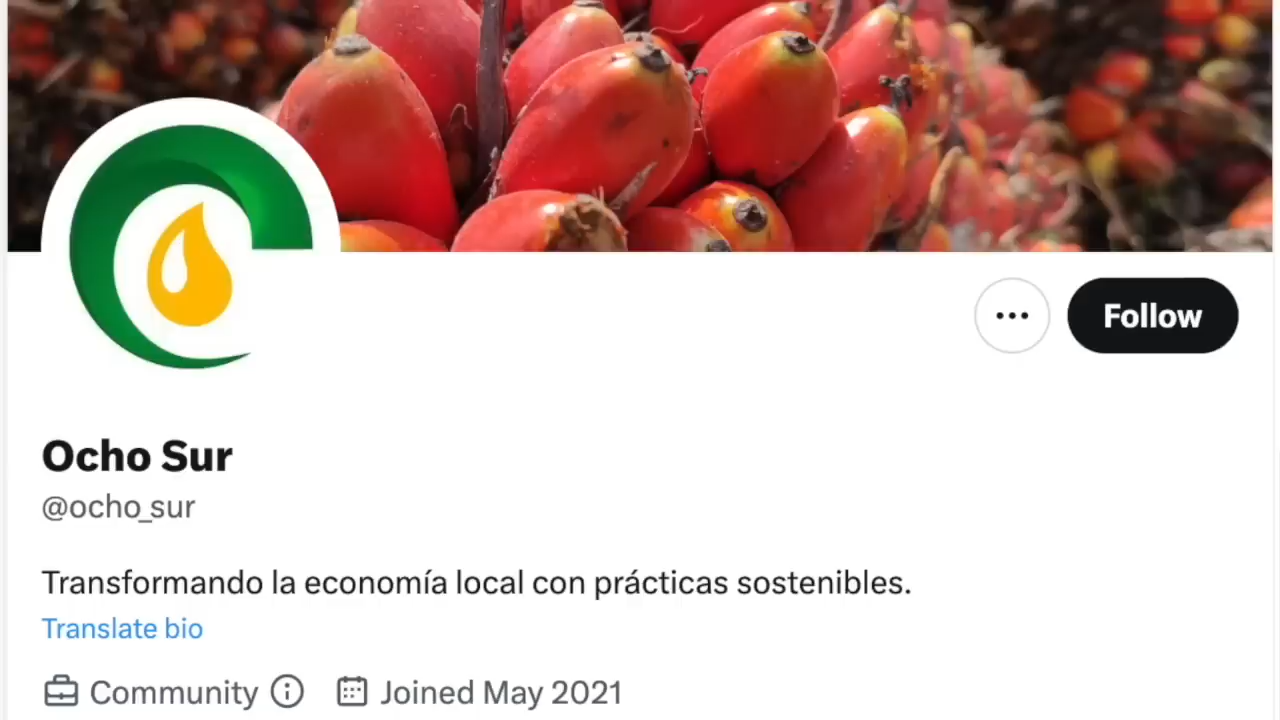 Follow
Ocho Sur
@ocho_sur
Transformando la economía local con prácticas sostenibles.
Translate bio
Community Joined May 2021